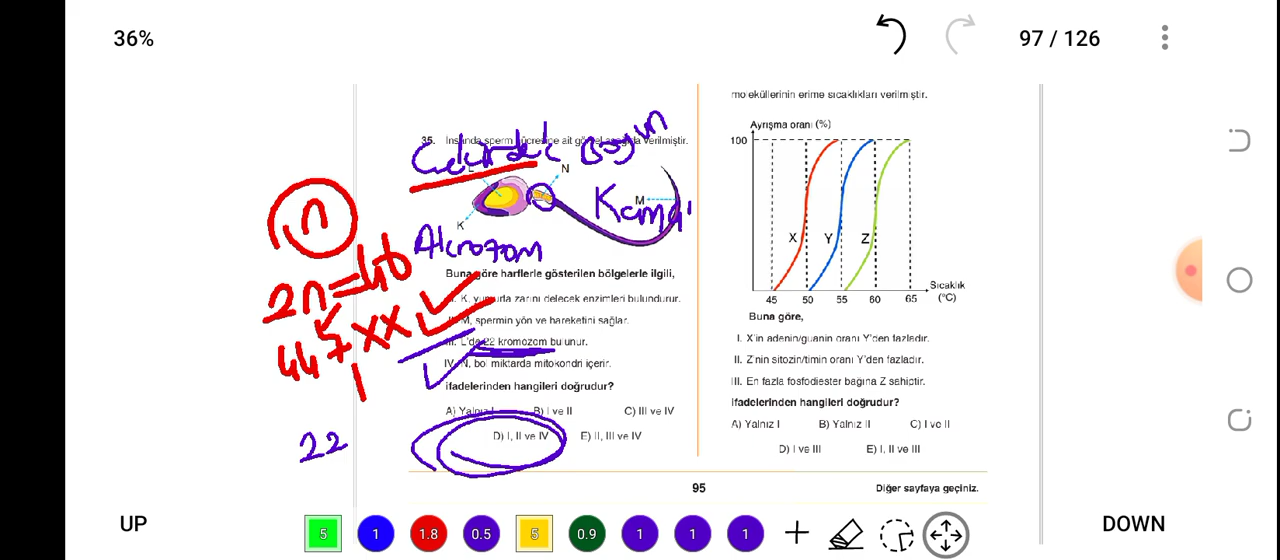 36%
97 / 126
35. İnsanda sperm hücresine ait görsel aşağıda verilmiştir.
Çekirdek
Boyun
L
N
K
M
Kamçı
Akrozom
n
2n=46
44+XX
22
Buna göre harflerle gösterilen bölgelerle ilgili,
I. K, yumurta zarını delecek enzimleri bulundurur.
II. M, spermin yön ve hareketini sağlar.
III. L'da 22 kromozom bulunur.
IV. N, bol miktarda mitokondri içerir.
ifadelerinden hangileri doğrudur?
A) Yalnız I B) I ve II C) III ve IV
D) I, II ve IV E) II, III ve IV
moleküllerinin erime sıcaklıkları verilmiştir.
Ayrışma oranı (%)
100
X Y Z
45 50 55 60 65
Sıcaklık
(°C)
Buna göre,
I. X'in adenin/guanin oranı Y'den fazladır.
II. Z'nin sitozin/timin oranı Y'den fazladır.
III. En fazla fosfodiester bağına Z sahiptir.
ifadelerinden hangileri doğrudur?
A) Yalnız I B) Yalnız II C) I ve II
D) I ve III E) I, II ve III
95
Diğer sayfaya geçiniz.
UP
5 1 1.8 0.5 5 0.9 1 1 1
DOWN